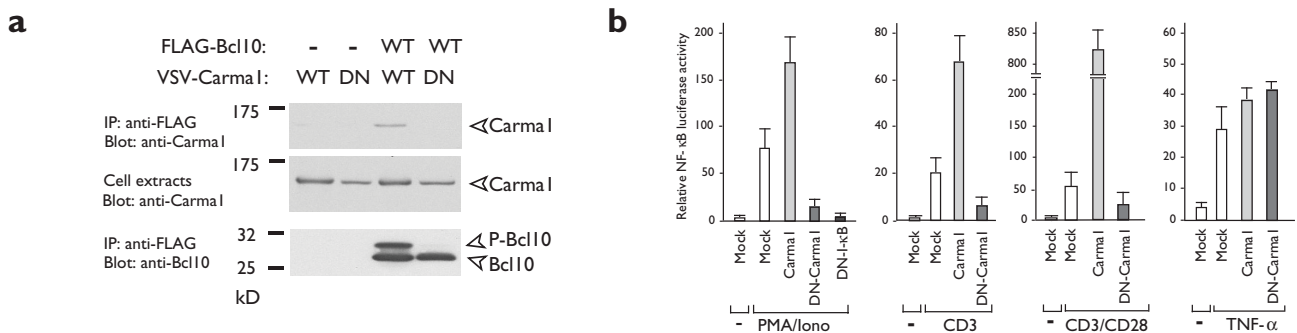 a
FLAG-Bcl10: - - WT WT
VSV-Carma1: WT DN WT DN
IP: anti-FLAG
Blot: anti-Carma1
175
Carma1
Cell extracts
Blot: anti-Carma1
175
Carma1
IP: anti-FLAG
Blot: anti-Bcl10
32
25
kD
P-Bcl10
Bcl10
b
Relative NF-κB luciferase activity
200
150
100
50
0
Mock
Mock
Carma1
DN-Carma1
DN-I-κB
- PMA/Iono
80
60
40
20
0
Mock
Mock
Carma1
DN-Carma1
- CD3
850
800
200
150
100
50
0
Mock
Mock
Carma1
DN-Carma1
- CD3/CD28
60
50
40
30
20
10
0
Mock
Mock
Carma1
DN-Carma1
- TNF-α